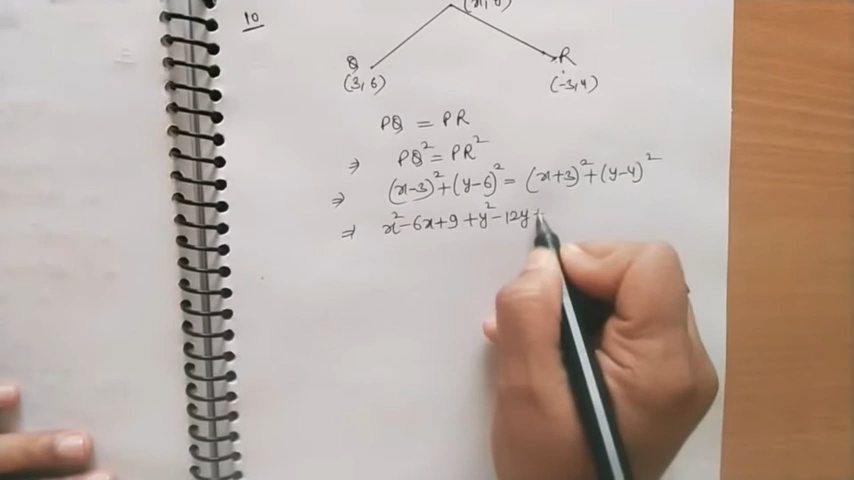 10
Q
R
(3, 6)
(-3, 4)
PQ = PR
⇒ PQ² = PR²
⇒ (x-3)² + (y-6)² = (x+3)² + (y-4)²
⇒ x² - 6x + 9 + y² - 12y +